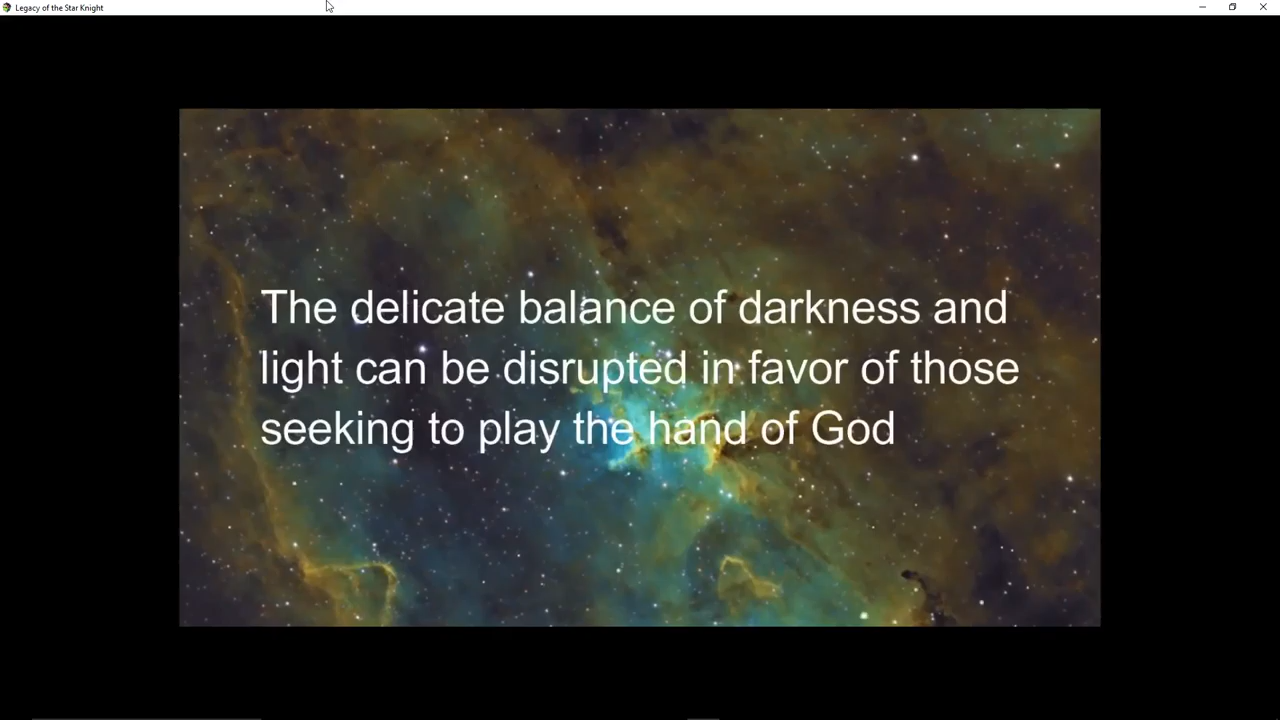 Legacy of the Star Knight
The delicate balance of darkness and
light can be disrupted in favor of those
seeking to play the hand of God